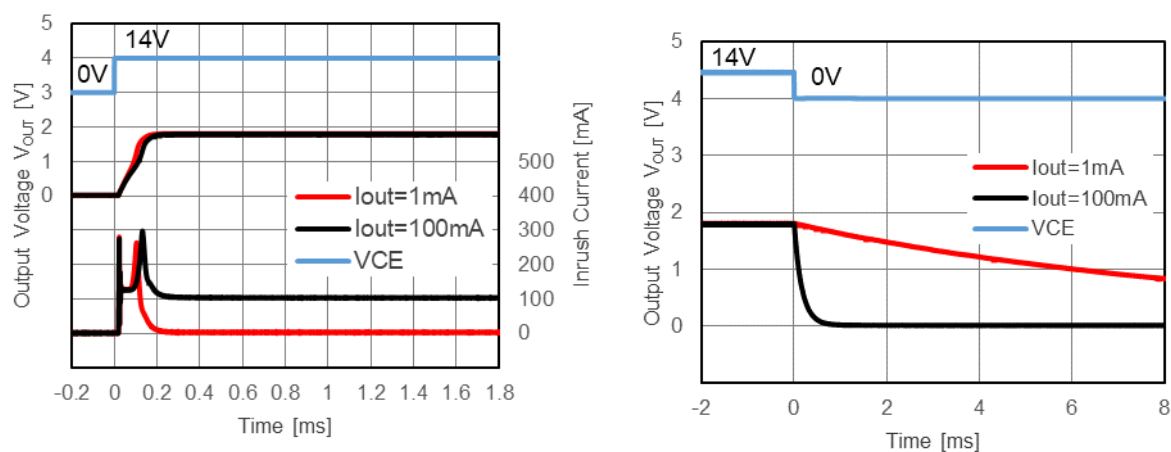 5
4
3
2
1
0
14V
0V
500
400
300
200
100
0
Output Voltage VOUT [V]
Inrush Current [mA]
Iout=1mA
Iout=100mA
VCE
-0.2 0 0.2 0.4 0.6 0.8 1 1.2 1.4 1.6 1.8
Time [ms]
5
4
3
2
1
0
14V
0V
Output Voltage VOUT [V]
Iout=1mA
Iout=100mA
VCE
-2 0 2 4 6 8
Time [ms]